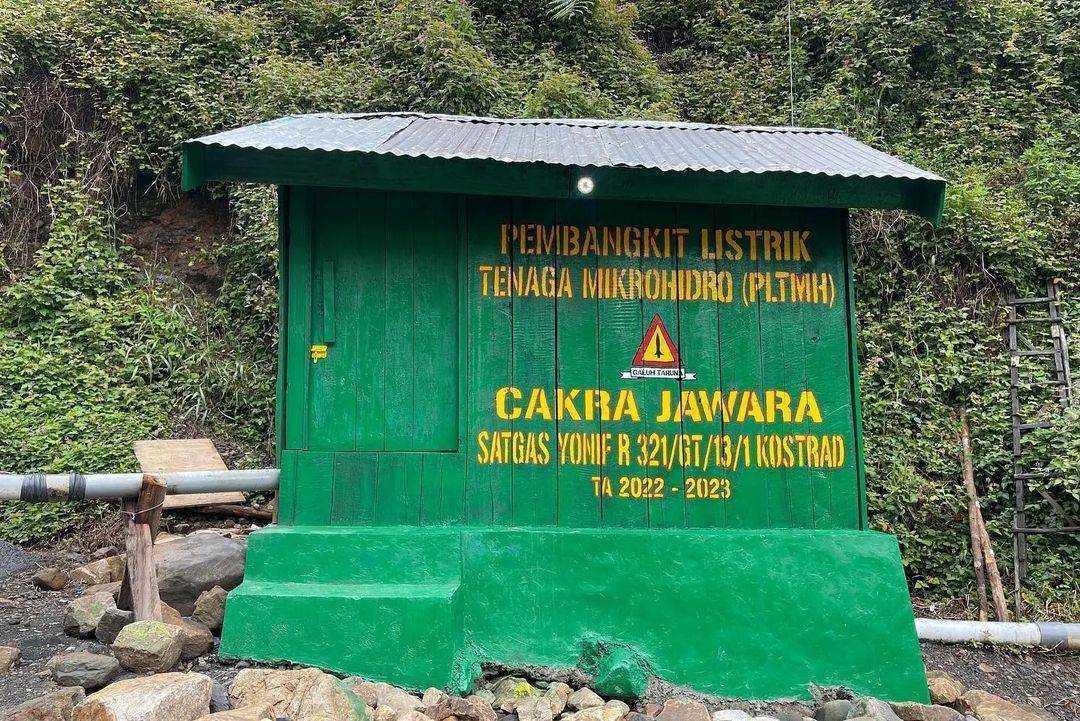 PEMBANGKIT LISTRIK
TENAGA MIKROHIDRO (PLTMH)
GALUH TARUNA
CAKRA JAWARA
SATGAS YONIF R 321/GT/13/1 KOSTRAD
TA 2022 - 2023